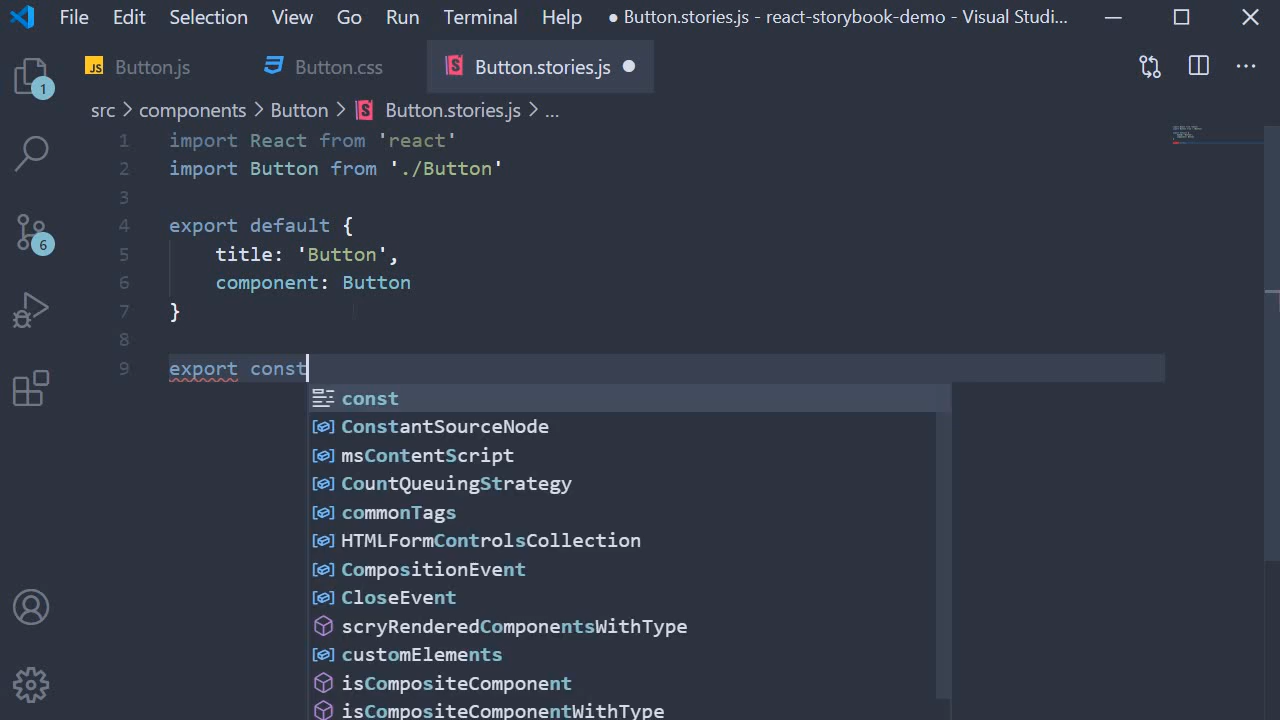 File Edit Selection View Go Run Terminal Help ● Button.stories.js - react-storybook-demo - Visual Studi...
JS Button.js Button.css Button.stories.js
src > components > Button > Button.stories.js > ...
1 import React from 'react'
2 import Button from './Button'
3
4 export default {
5 title: 'Button',
6 component: Button
7 }
8
9 export const
const
ConstantSourceNode
msContentScript
CountQueuingStrategy
commonTags
HTMLFormControlsCollection
CompositionEvent
CloseEvent
scryRenderedComponentsWithType
customElements
isCompositeComponent
isCompositeComponentWithType
1
6